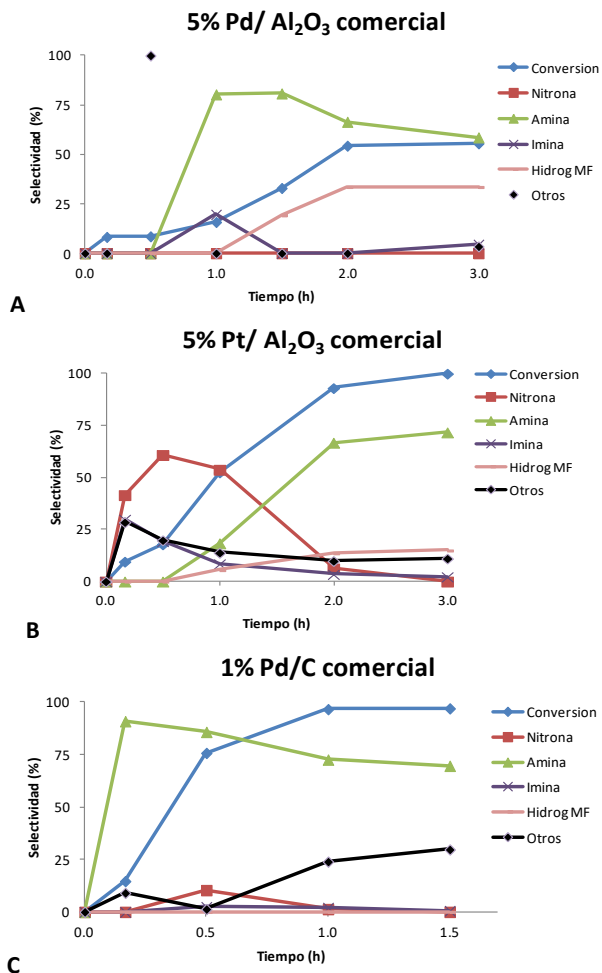 5% Pd/ Al₂O₃ comercial
Selectividad (%)
100
75
50
25
0
0.0 1.0 2.0 3.0
Tiempo (h)
Conversion
Nitrona
Amina
Imina
Hidrog MF
Otros
A
5% Pt/ Al₂O₃ comercial
Selectividad (%)
100
75
50
25
0
0.0 1.0 2.0 3.0
Tiempo (h)
Conversion
Nitrona
Amina
Imina
Hidrog MF
Otros
B
1% Pd/C comercial
Selectividad (%)
100
75
50
25
0
0.0 0.5 1.0 1.5
Tiempo (h)
Conversion
Nitrona
Amina
Imina
Hidrog MF
Otros
C